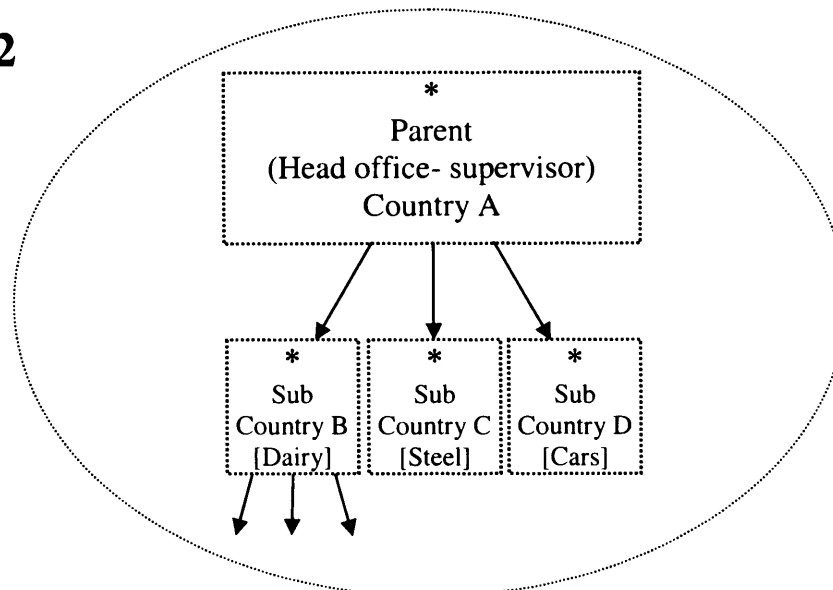 2
*
Parent
(Head office- supervisor)
Country A
*
Sub
Country B
[Dairy]
*
Sub
Country C
[Steel]
*
Sub
Country D
[Cars]